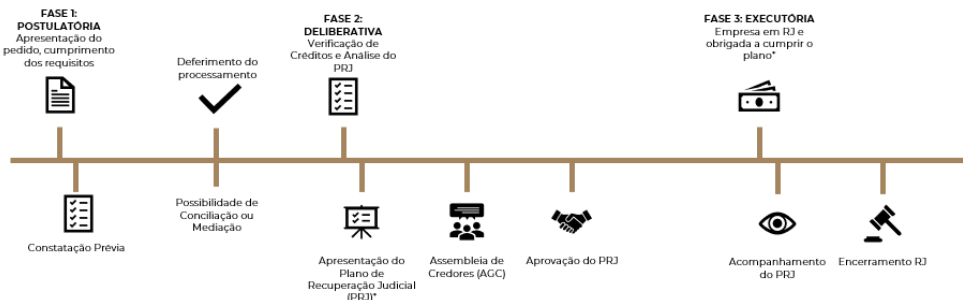 FASE 1:
POSTULATÓRIA
Apresentação do
pedido, cumprimento
dos requisitos
Deferimento do
processamento
FASE 2:
DELIBERATIVA
Verificação de
Créditos e Análise do
PRJ
FASE 3: EXECUTÓRIA
Empresa em RJ e
obrigada a cumprir o
plano*
Constatação Prévia
Possibilidade de
Conciliação ou
Mediação
Apresentação do
Plano de
Recuperação Judicial
(PRJ)*
Assembleia de
Credores (AGC)
Aprovação do PRJ
Acompanhamento
do PRJ
Encerramento RJ